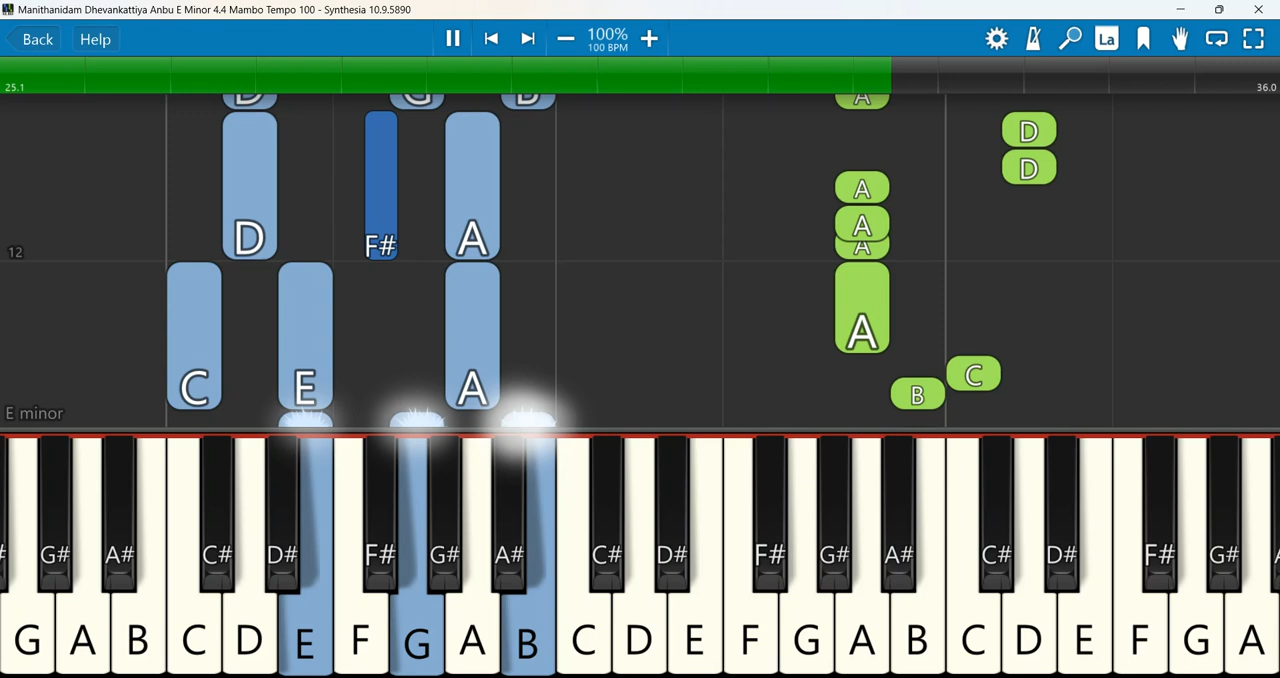 Manithanidam Dhevankattiya Anbu E Minor 4.4 Mambo Tempo 100 - Synthesia 10.9.5890
Back Help 100% La
100 BPM
25.1 36.0
D G B A
D
D
A
A
D F# A A
12
A
C E A B C
E minor
G# A# C# D# F# G# A# C# D# F# G# A# C# D# F# G#
G A B C D E F G A B C D E F G A B C D E F G A